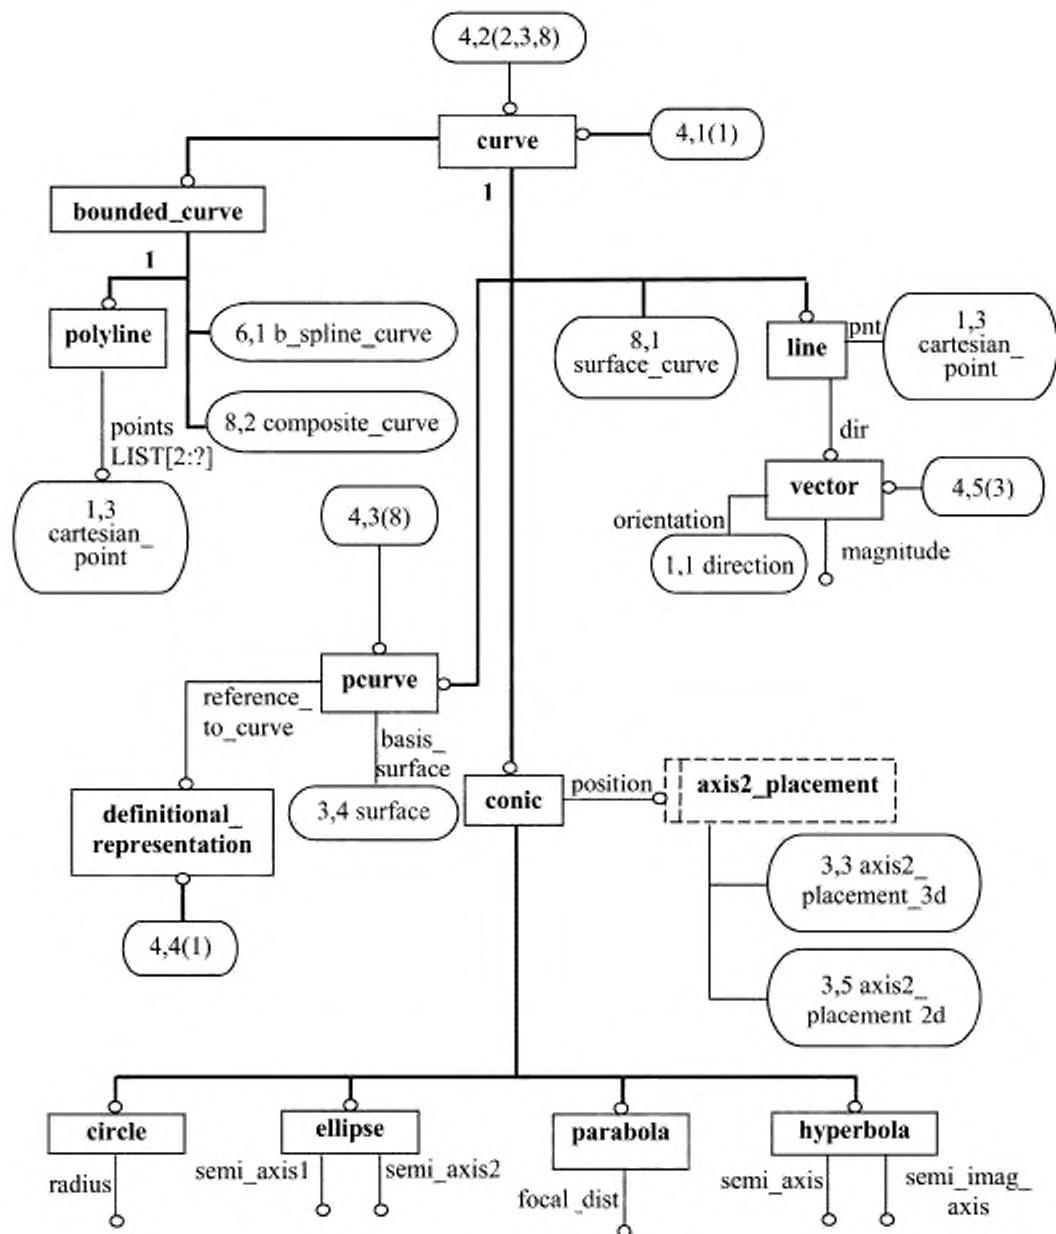 4,2(2,3,8)
curve
4,1(1)
1
bounded_curve
1
polyline
6,1 b_spline_curve
8,1
surface_curve
line
pnt
1,3
cartesian_
point
8,2 composite_curve
points
LIST[2:?]
dir
1,3
cartesian_
point
4,3(8)
vector
4,5(3)
orientation
magnitude
1,1 direction
pcurve
reference_
to_curve
basis_
surface
definitional_
representation
3,4 surface
conic
position
axis2_placement
3,3 axis2_
placement_3d
4,4(1)
3,5 axis2_
placement 2d
circle
ellipse
parabola
hyperbola
radius
semi_axis1
semi_axis2
focal_dist
semi_axis
semi_imag_
axis